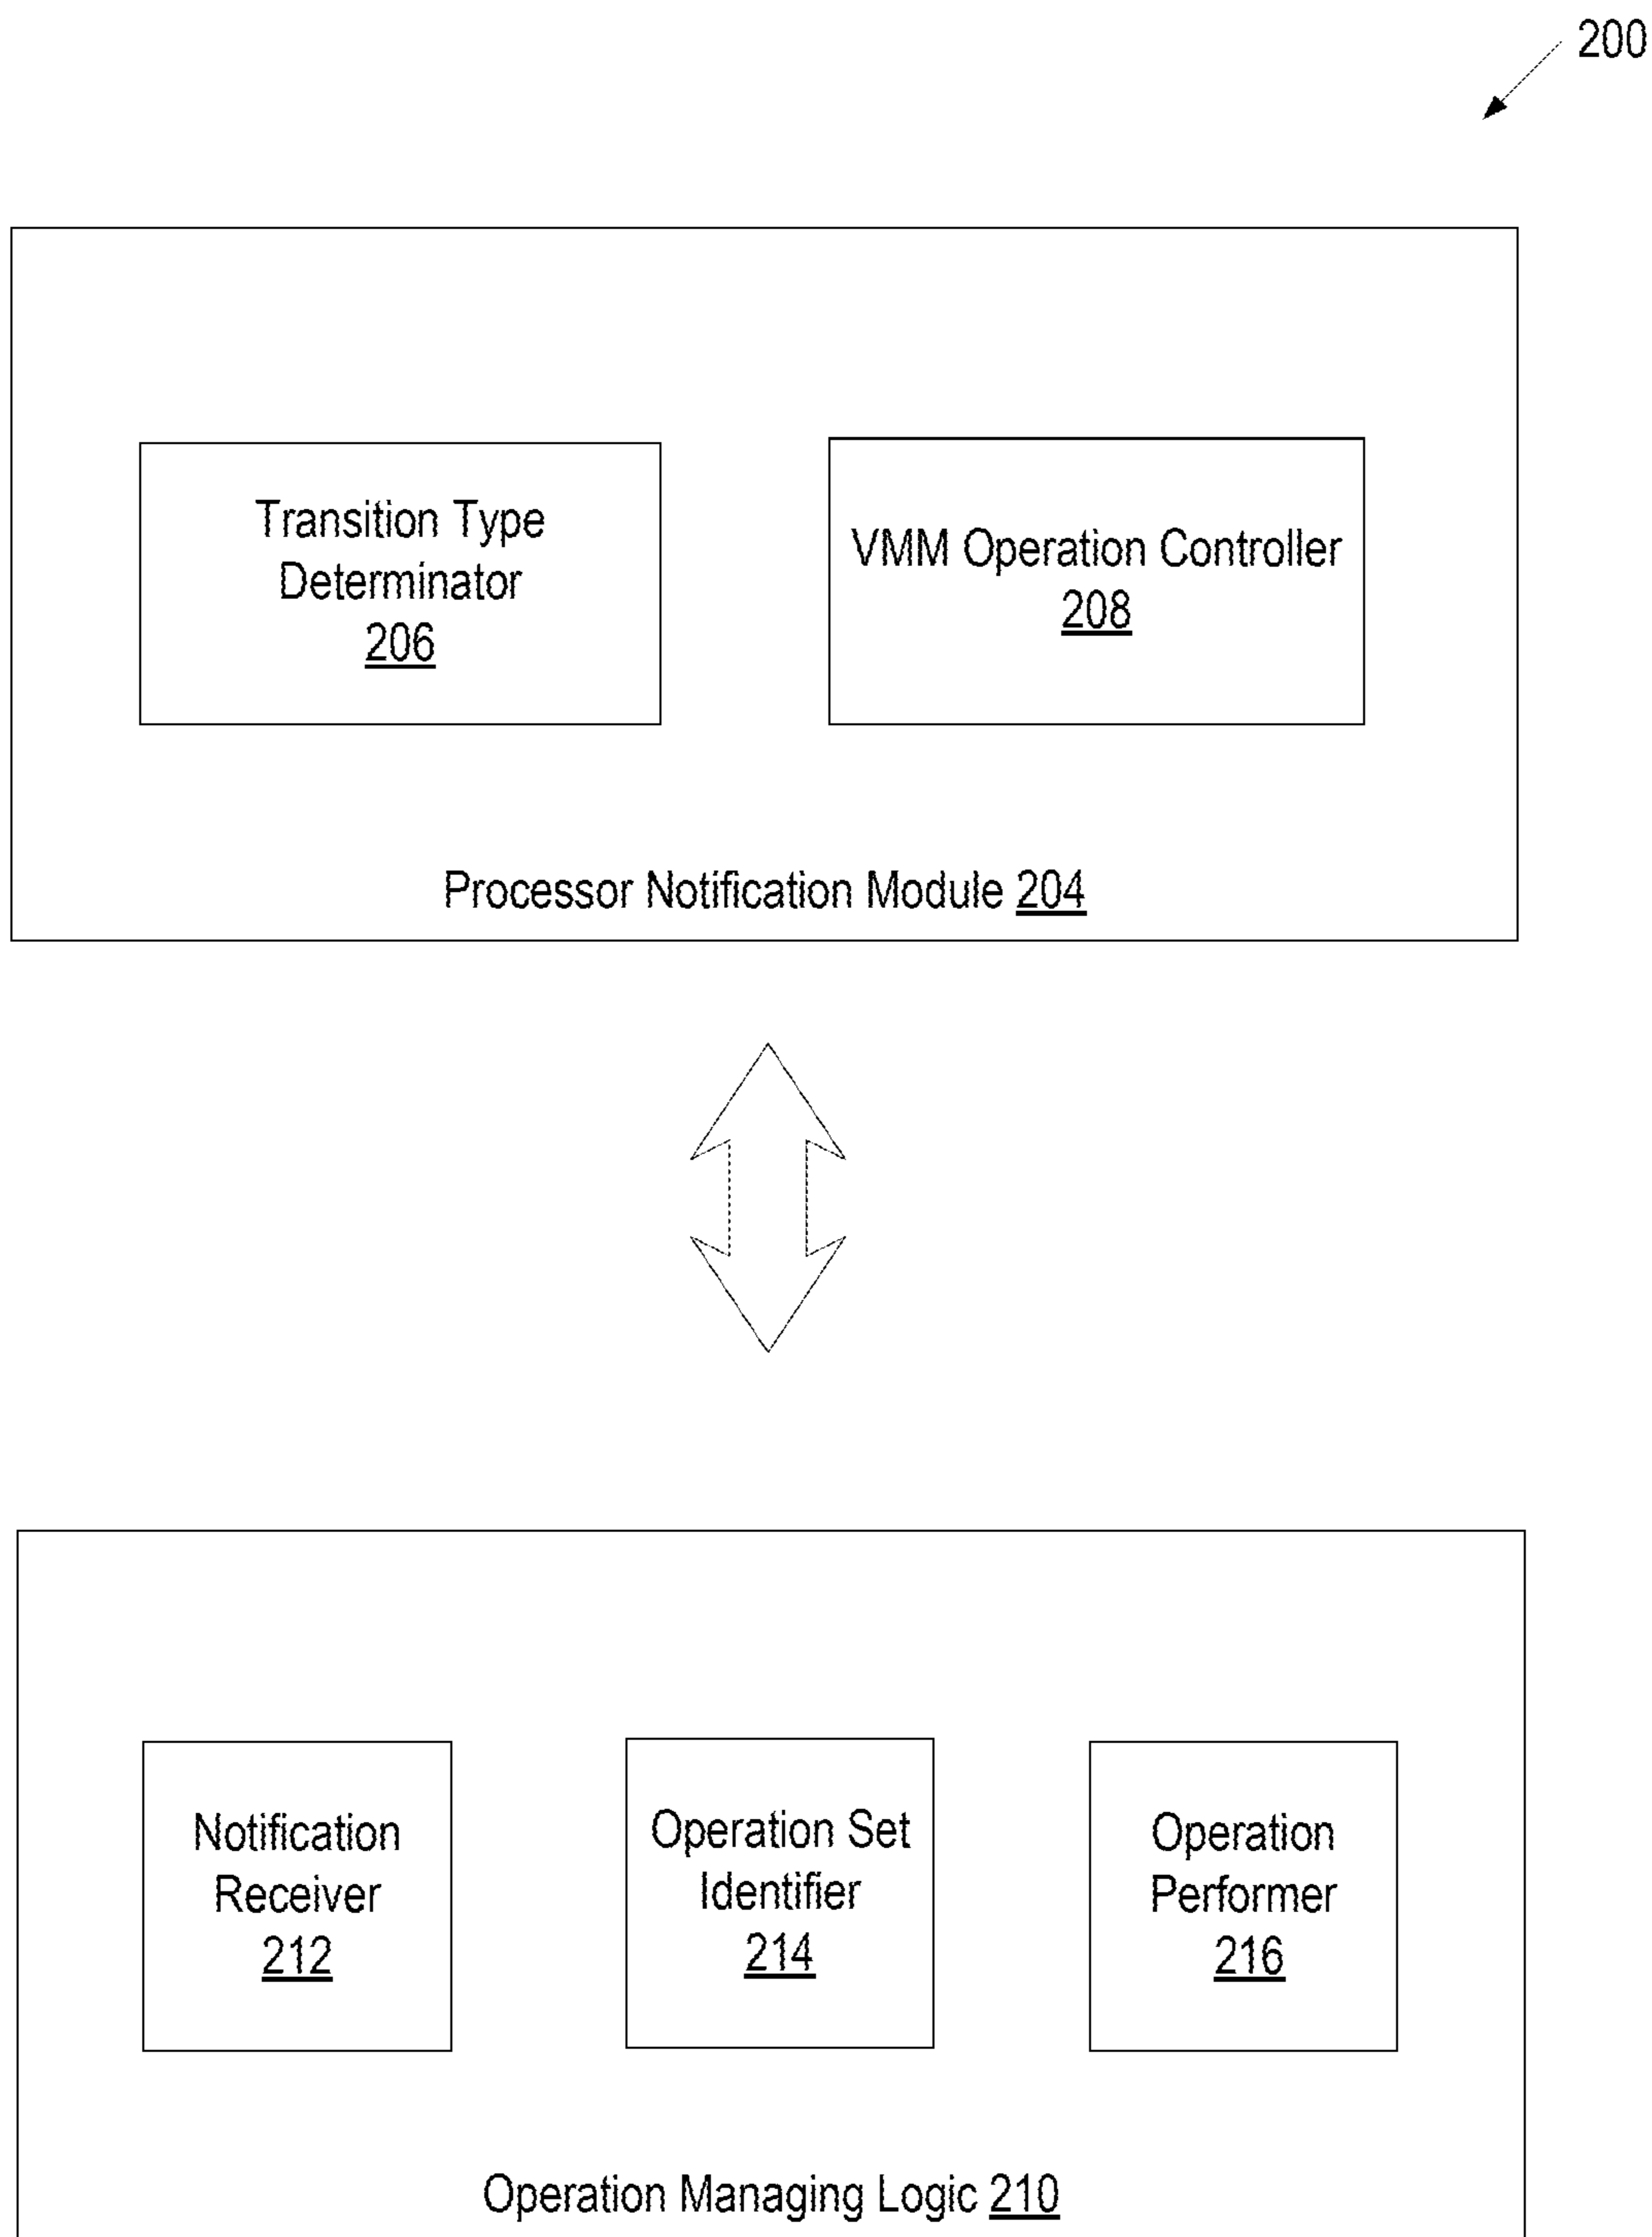 200
Transition Type
Determinator
206
VMM Operation Controller
208
Processor Notification Module 204
Notification
Receiver
212
Operation Set
Identifier
214
Operation
Performer
216
Operation Managing Logic 210